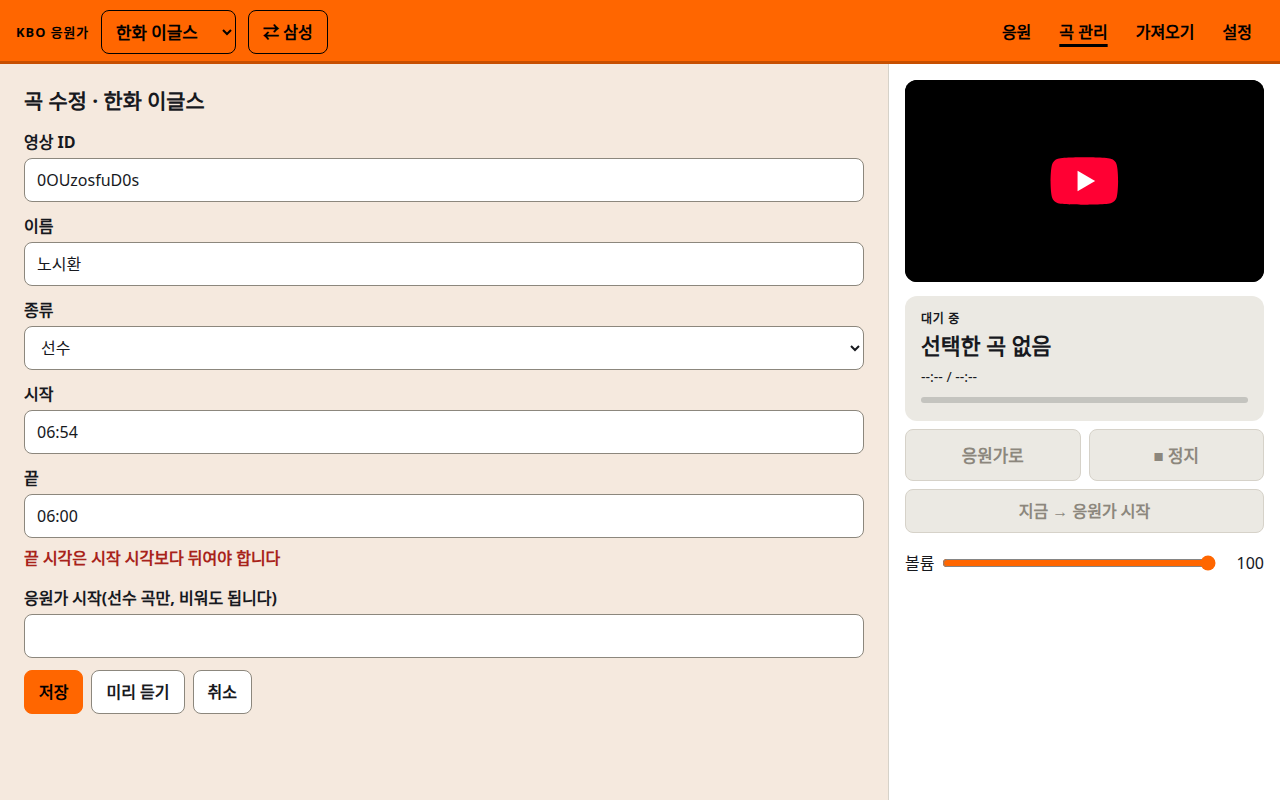 KBO 응원가
한화 이글스
⇄ 삼성
응원
곡 관리
가져오기
설정
곡 수정 · 한화 이글스
영상 ID
0OUzosfuD0s
이름
노시환
종류
선수
시작
06:54
끝
06:00
끝 시각은 시작 시각보다 뒤여야 합니다
응원가 시작(선수 곡만, 비워도 됩니다)
저장
미리 듣기
취소
대기 중
선택한 곡 없음
--:-- / --:--
응원가로
■ 정지
지금 → 응원가 시작
볼륨
100